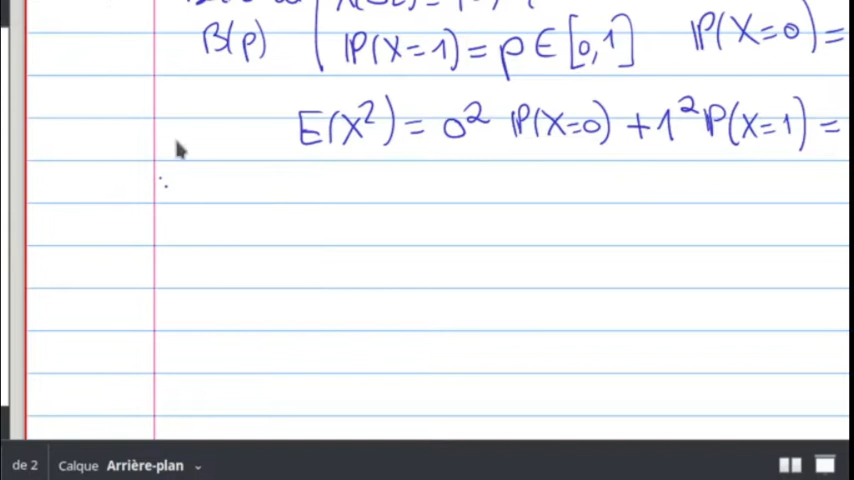 B(p) P(X=1) = p ∈ [0,1] P(X=0) =
E(X²) = 0² P(X=0) + 1² P(X=1) =
de 2 Calque Arrière-plan